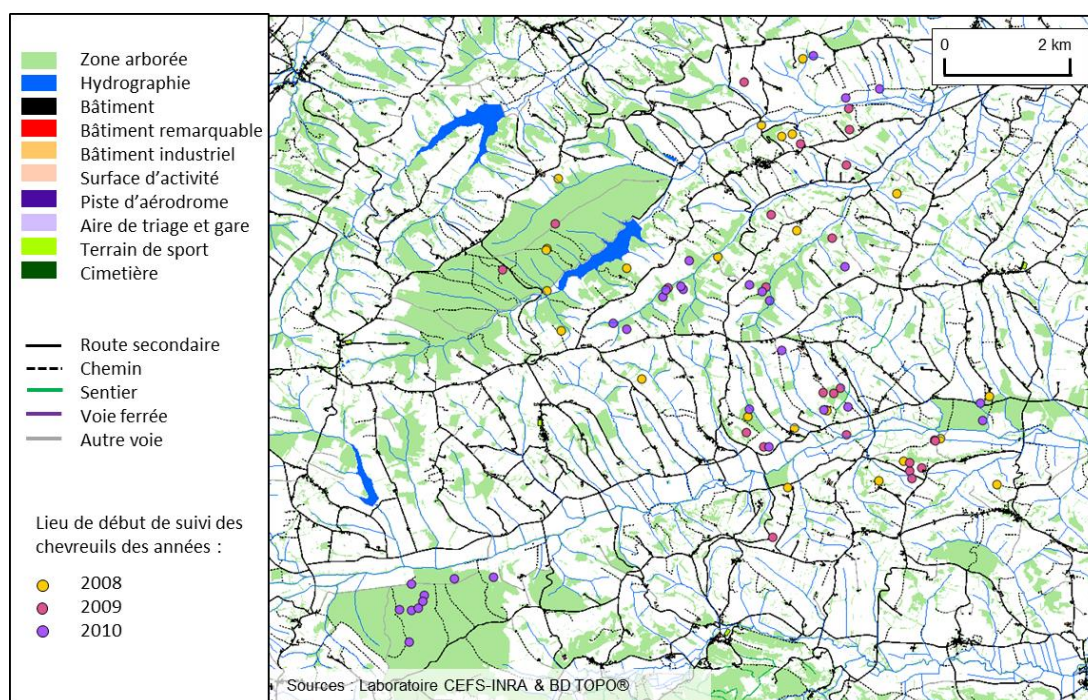 Zone arborée
Hydrographie
Bâtiment
Bâtiment remarquable
Bâtiment industriel
Surface d'activité
Piste d'aérodrome
Aire de triage et gare
Terrain de sport
Cimetière
Route secondaire
Chemin
Sentier
Voie ferrée
Autre voie
Lieu de début de suivi des
chevreuils des années :
2008
2009
2010
0 2 km
Sources : Laboratoire CEFS-INRA & BD TOPO®